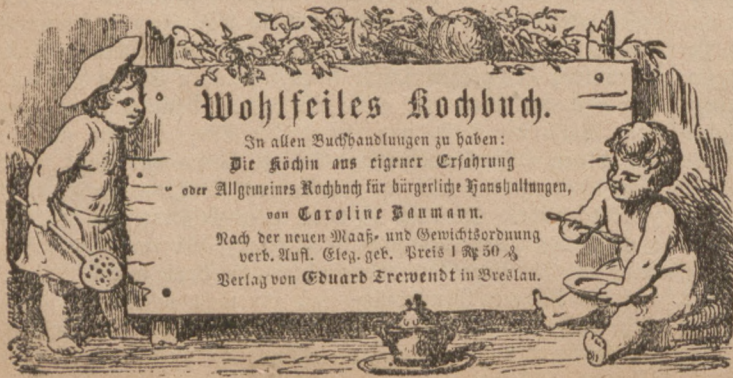 Wohlfeiles Kochbuch.
In allen Buchhandlungen zu haben:
Die Köchin aus eigener Erfahrung
oder Allgemeines Kochbuch für bürgerliche Haushaltungen,
von Caroline Baumann.
Nach der neuen Maaß- und Gewichtsordnung
verb. Aufl. Eleg. geb. Preis 1 ℛℳ 50 ₰
Verlag von Eduard Trewendt in Breslau.